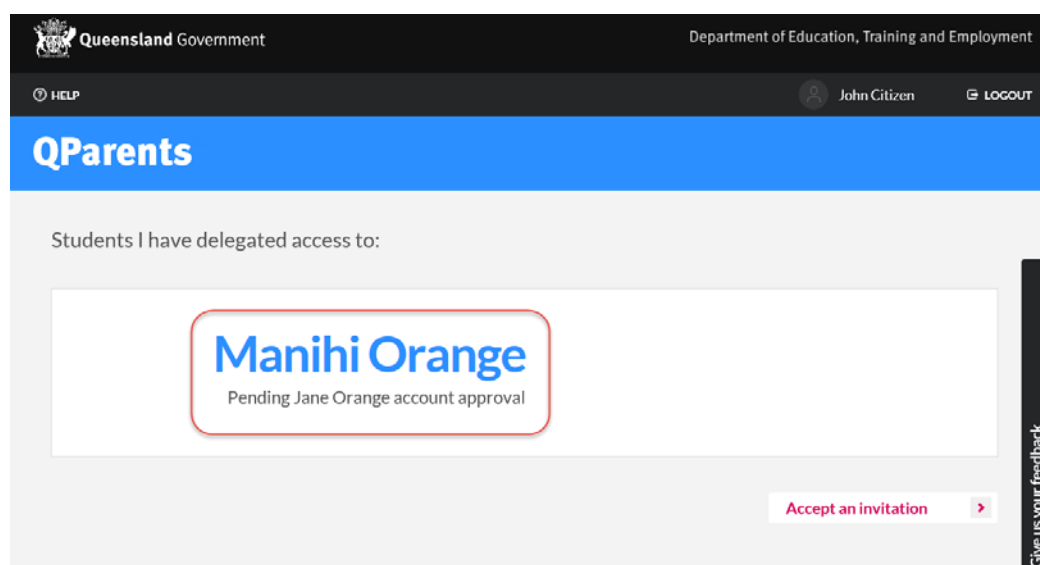 Queensland Government
Department of Education, Training and Employment
? HELP
John Citizen
LOGOUT
QParents
Students I have delegated access to:
Manihi Orange
Pending Jane Orange account approval
Accept an invitation
Give us your feedback